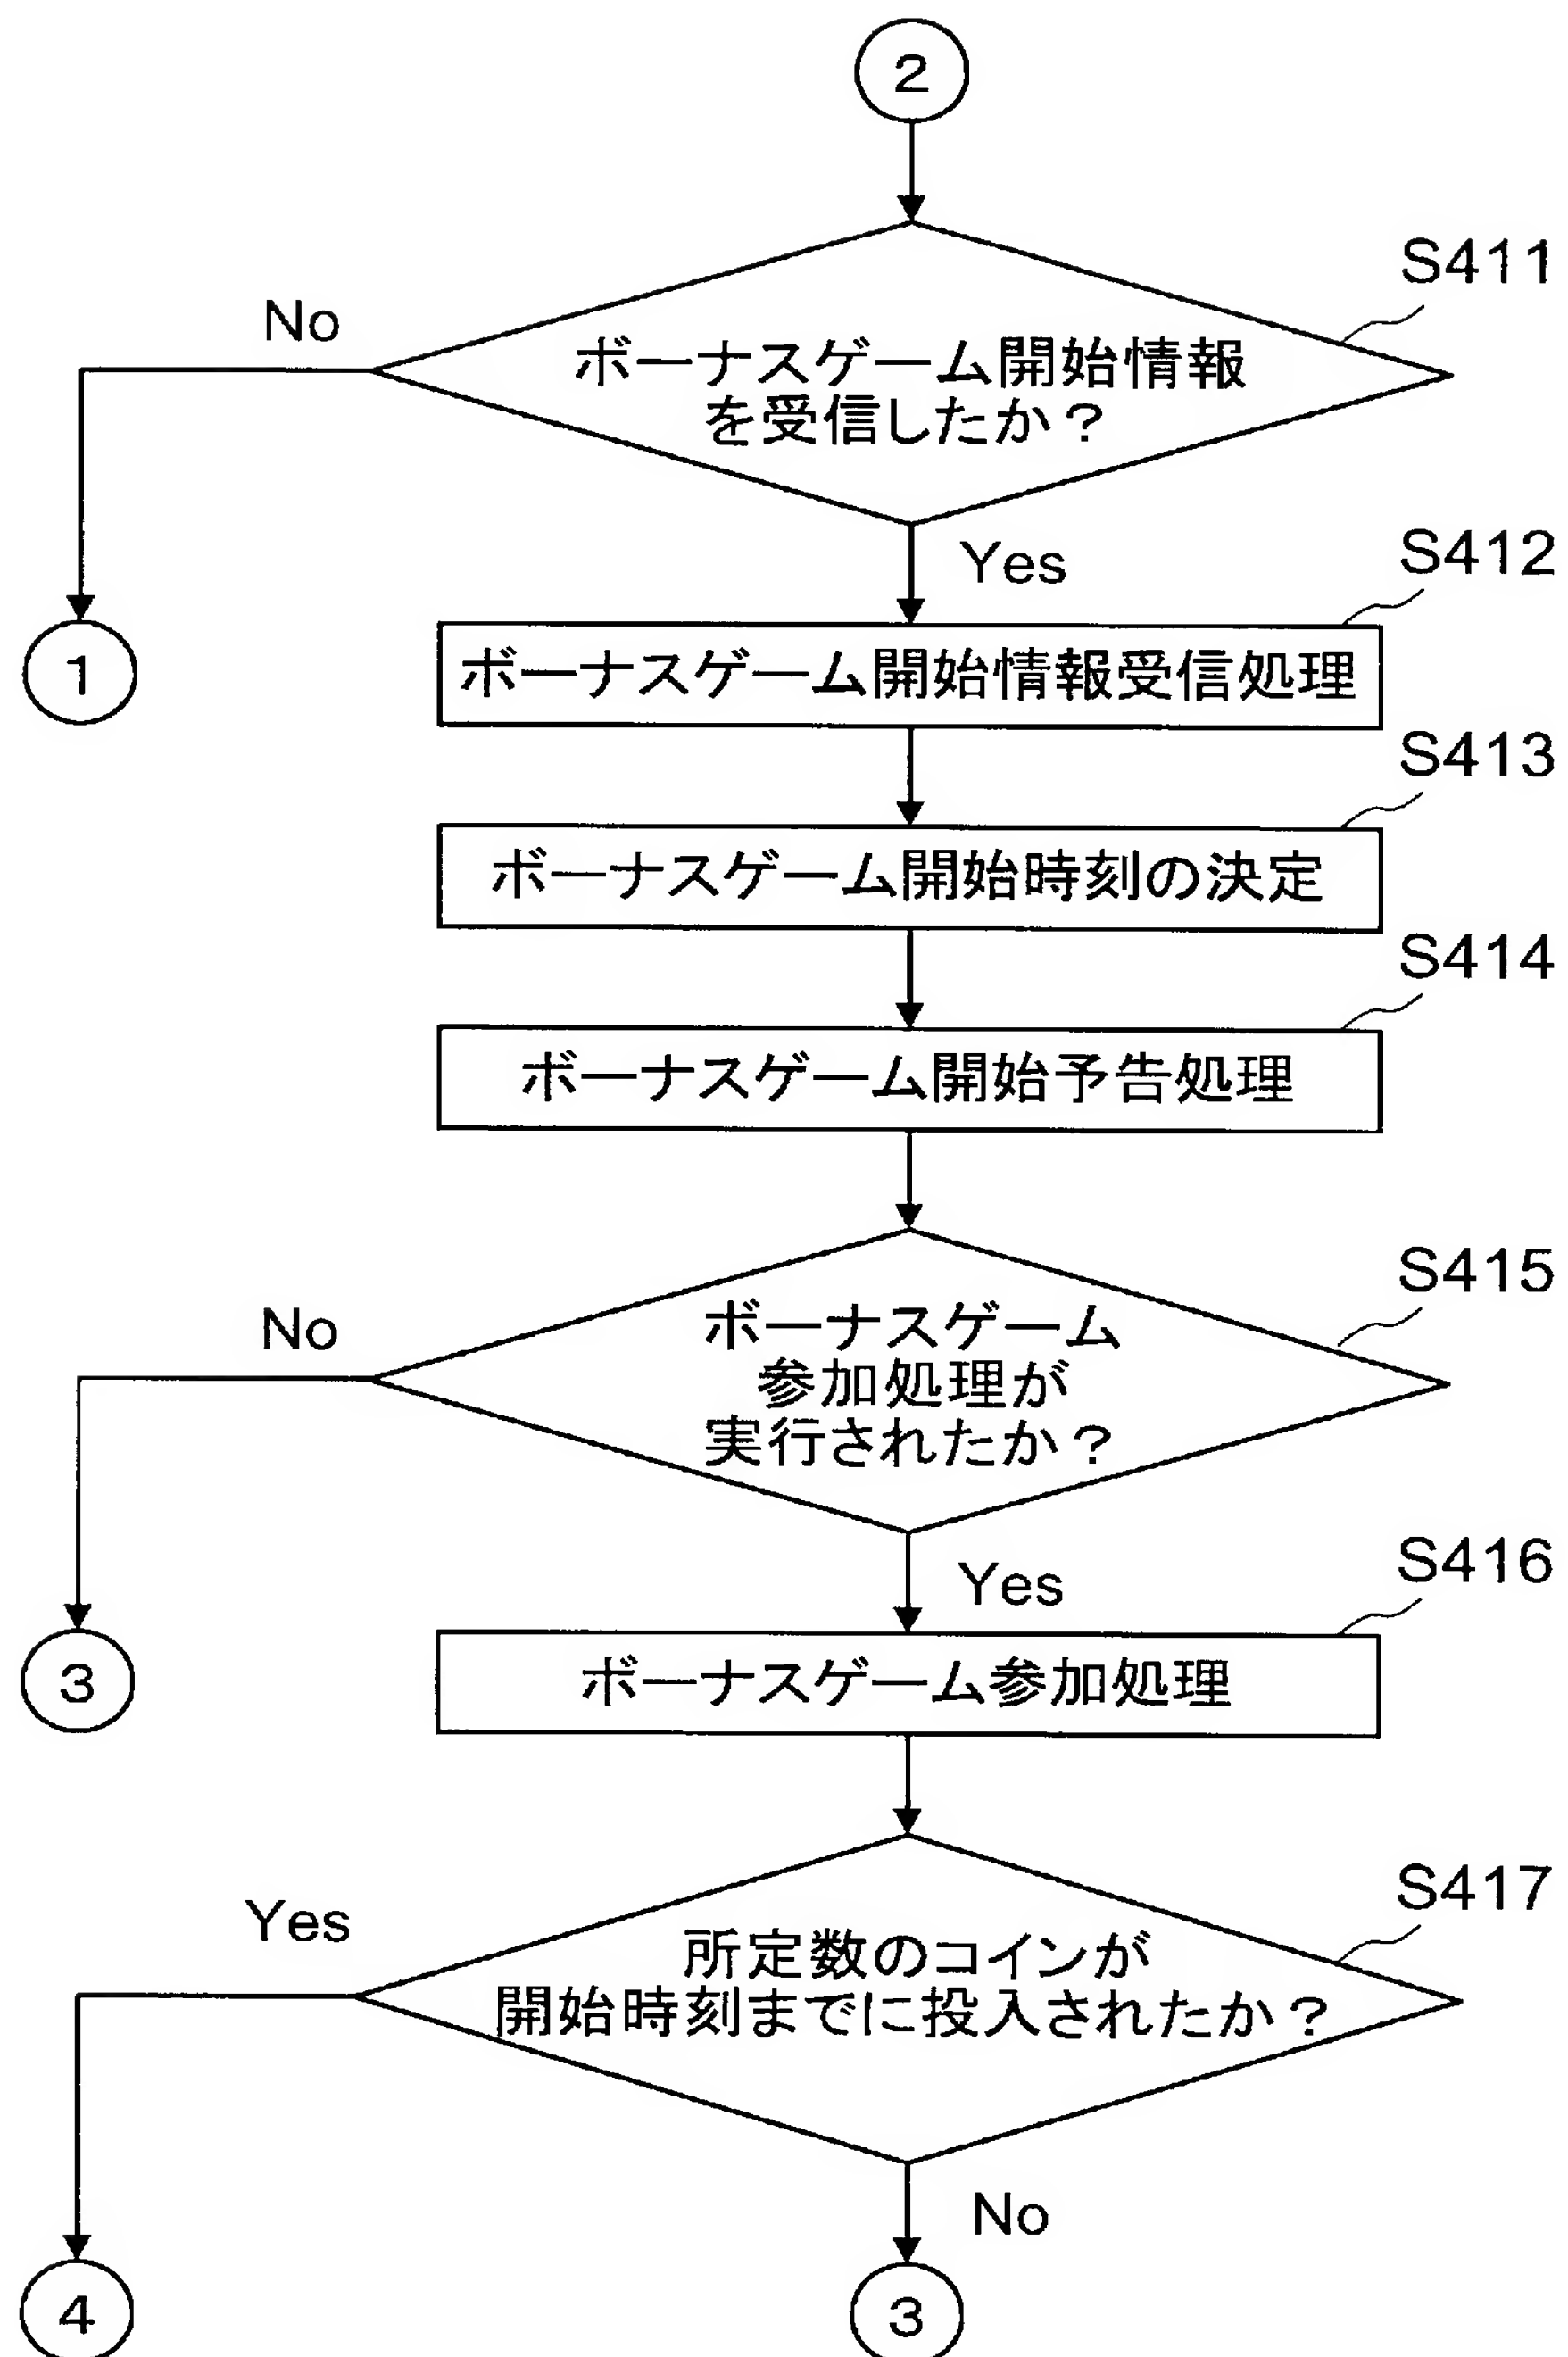 2
S411
No
ボーナスゲーム開始情報
を受信したか？
Yes
S412
1
ボーナスゲーム開始情報受信処理
S413
ボーナスゲーム開始時刻の決定
S414
ボーナスゲーム開始予告処理
S415
No
ボーナスゲーム
参加処理が
実行されたか？
Yes
S416
3
ボーナスゲーム参加処理
S417
Yes
所定数のコインが
開始時刻までに投入されたか？
No
4
3